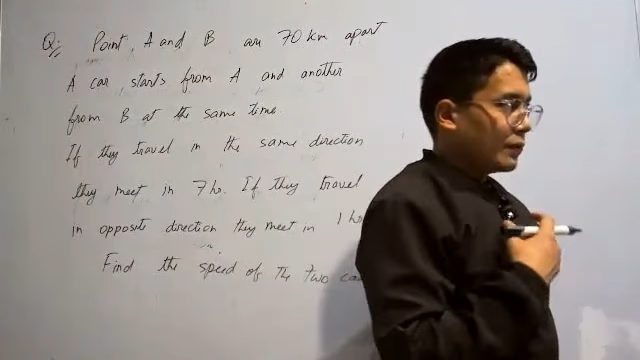 Q:, Point A and B are 70 km apart
A car starts from A and another
from B at the same time.
If they travel in the same direction
they meet in 7 hr. If they travel
in opposite direction they meet in 1 hr
Find the speed of the two